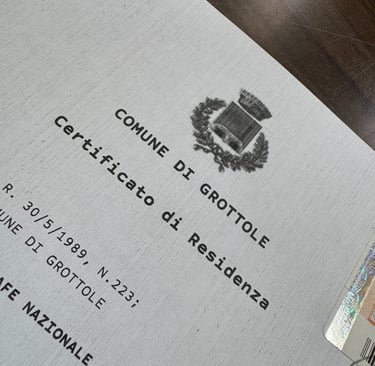 COMUNE DI GROTTOLE
Certificato di Residenza
R. 30/5/1989, N.223;
UNE DI GROTTOLE
AFE NAZIONALE